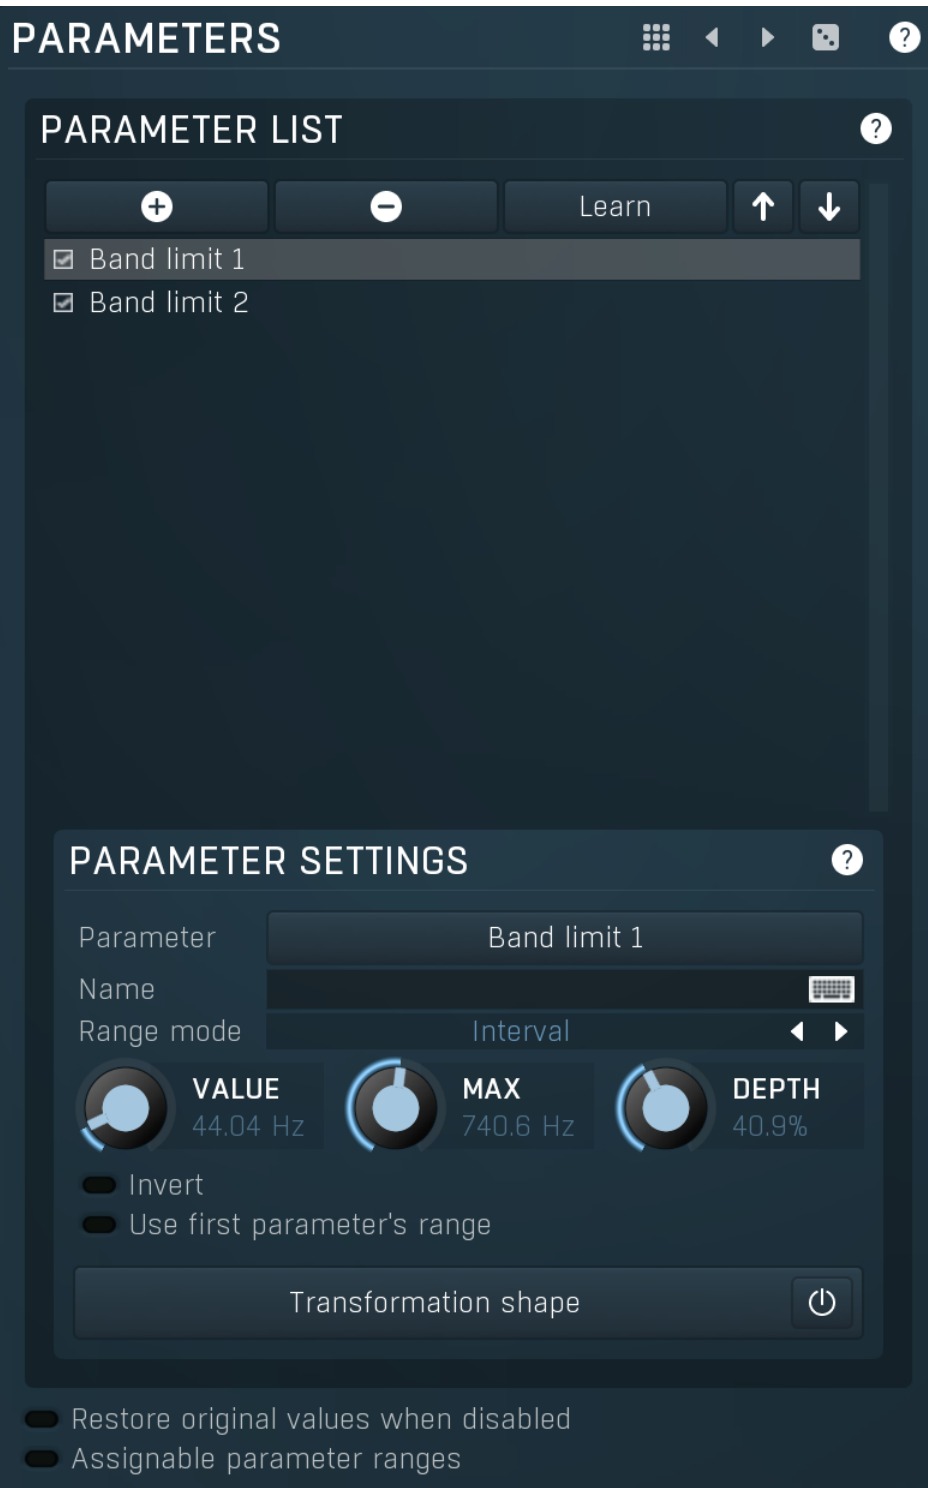 PARAMETERS
?
PARAMETER LIST
?
Learn
Band limit 1
Band limit 2
PARAMETER SETTINGS
?
Parameter Band limit 1
Name
Range mode Interval
VALUE MAX DEPTH
44.04 Hz 740.6 Hz 40.9%
Invert
Use first parameter's range
Transformation shape
Restore original values when disabled
Assignable parameter ranges